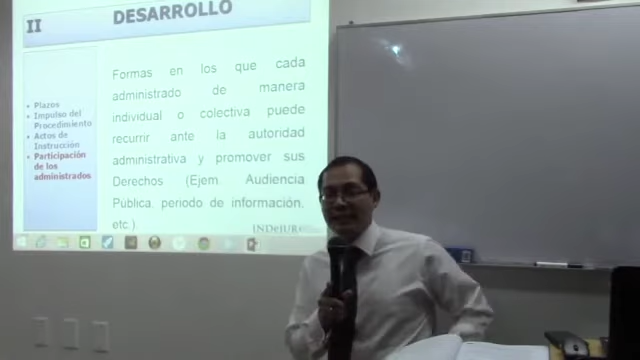 II
DESARROLLO
• Plazos
• Impulso del
Procedimiento
• Actos de
Instrucción
• Participación
de los
administrados
Formas en los que cada
administrado de manera
individual o colectiva puede
recurrir ante la autoridad
administrativa y promover sus
Derechos (Ejem. Audiencia
Pública, periodo de información,
etc.)
INDEJURE